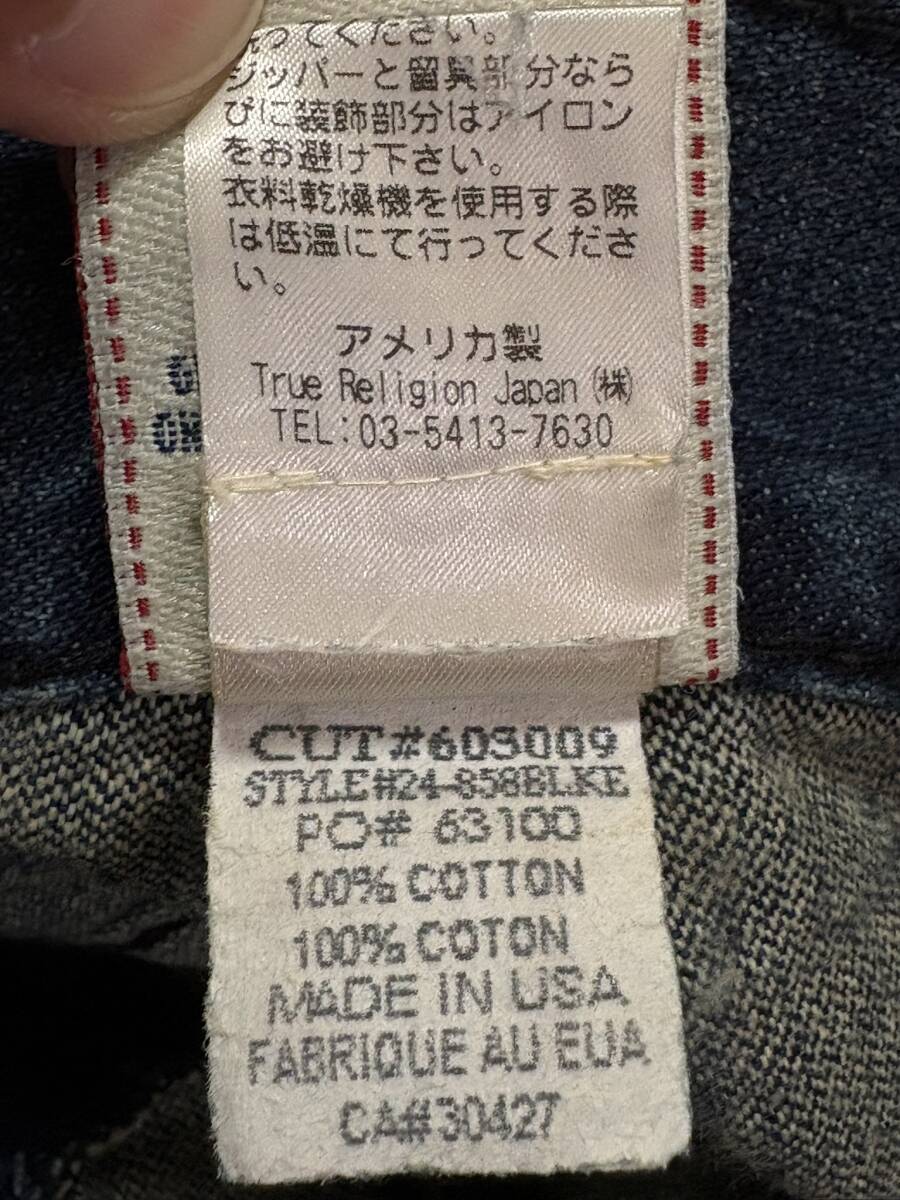 ってください。
ジッパーと留具部分なら
びに装飾部分はアイロン
をお避け下さい。
衣料乾燥機を使用する際
は低温にて行ってくださ
い。
アメリカ製
True Religion Japan (株)
TEL:03-5413-7630
CUT#603009
STYLE#24-858BLKE
PO# 63100
100% COTTON
100% COTON
MADE IN USA
FABRIQUE AU EUA
CA#30427